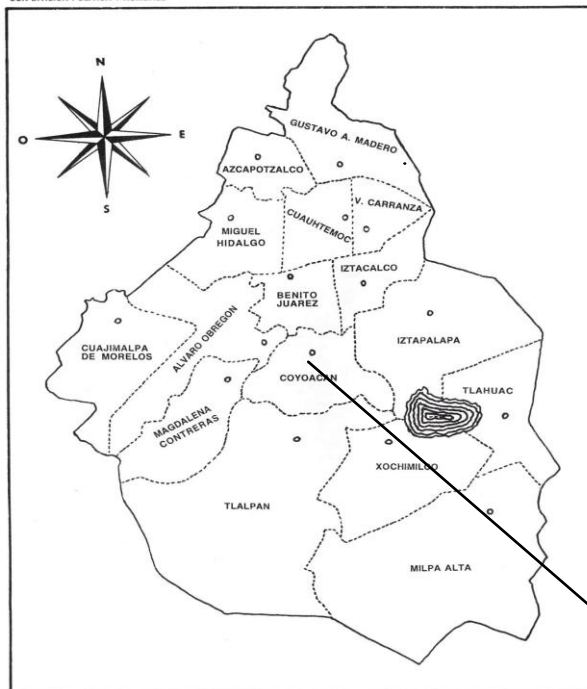 N
O
E
S
GUSTAVO A. MADERO
AZCAPOTZALCO
V. CARRANZA
CUAUHTEMOC
MIGUEL
HIDALGO
IZTACALCO
BENITO
JUAREZ
IZTAPALAPA
CUAJIMALPA
DE MORELOS
ALVARO OBREGON
COYOACAN
TLAHUAC
MAGDALENA
CONTRERAS
XOCHIMILCO
TLALPAN
MILPA ALTA